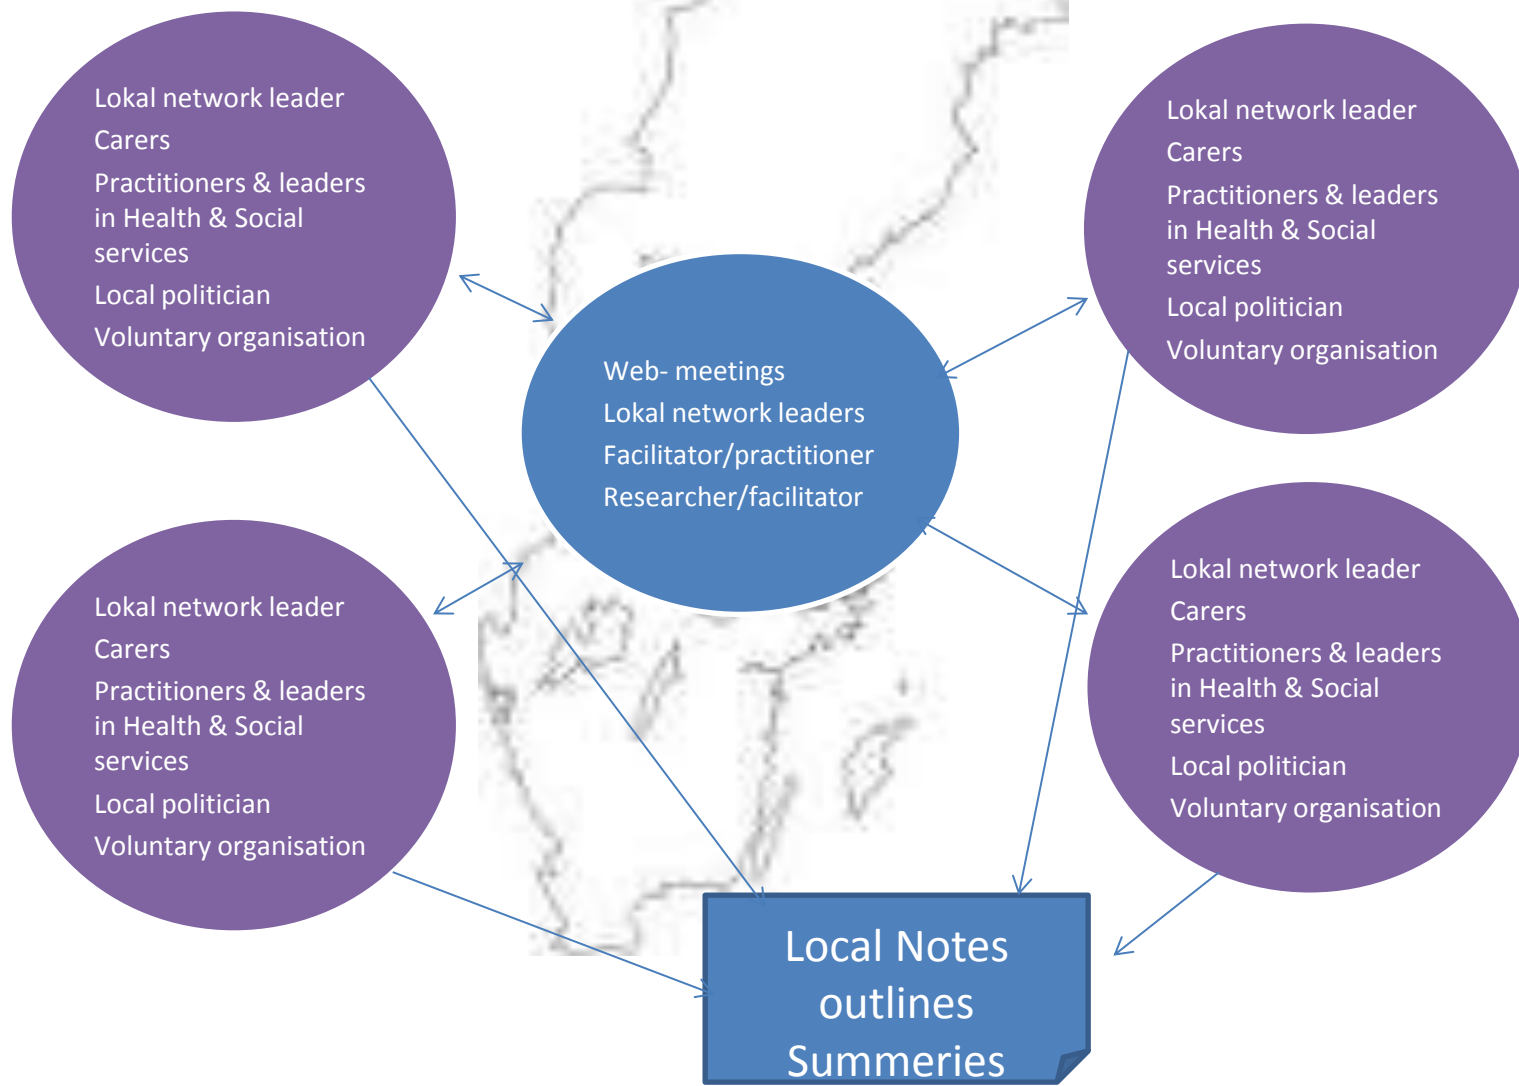 Lokal network leader
Carers
Practitioners & leaders
in Health & Social
services
Local politician
Voluntary organisation
Lokal network leader
Carers
Practitioners & leaders
in Health & Social
services
Local politician
Voluntary organisation
Web- meetings
Lokal network leaders
Facilitator/practitioner
Researcher/facilitator
Lokal network leader
Carers
Practitioners & leaders
in Health & Social
services
Local politician
Voluntary organisation
Lokal network leader
Carers
Practitioners & leaders
in Health & Social
services
Local politician
Voluntary organisation
Local Notes
outlines
Summeries